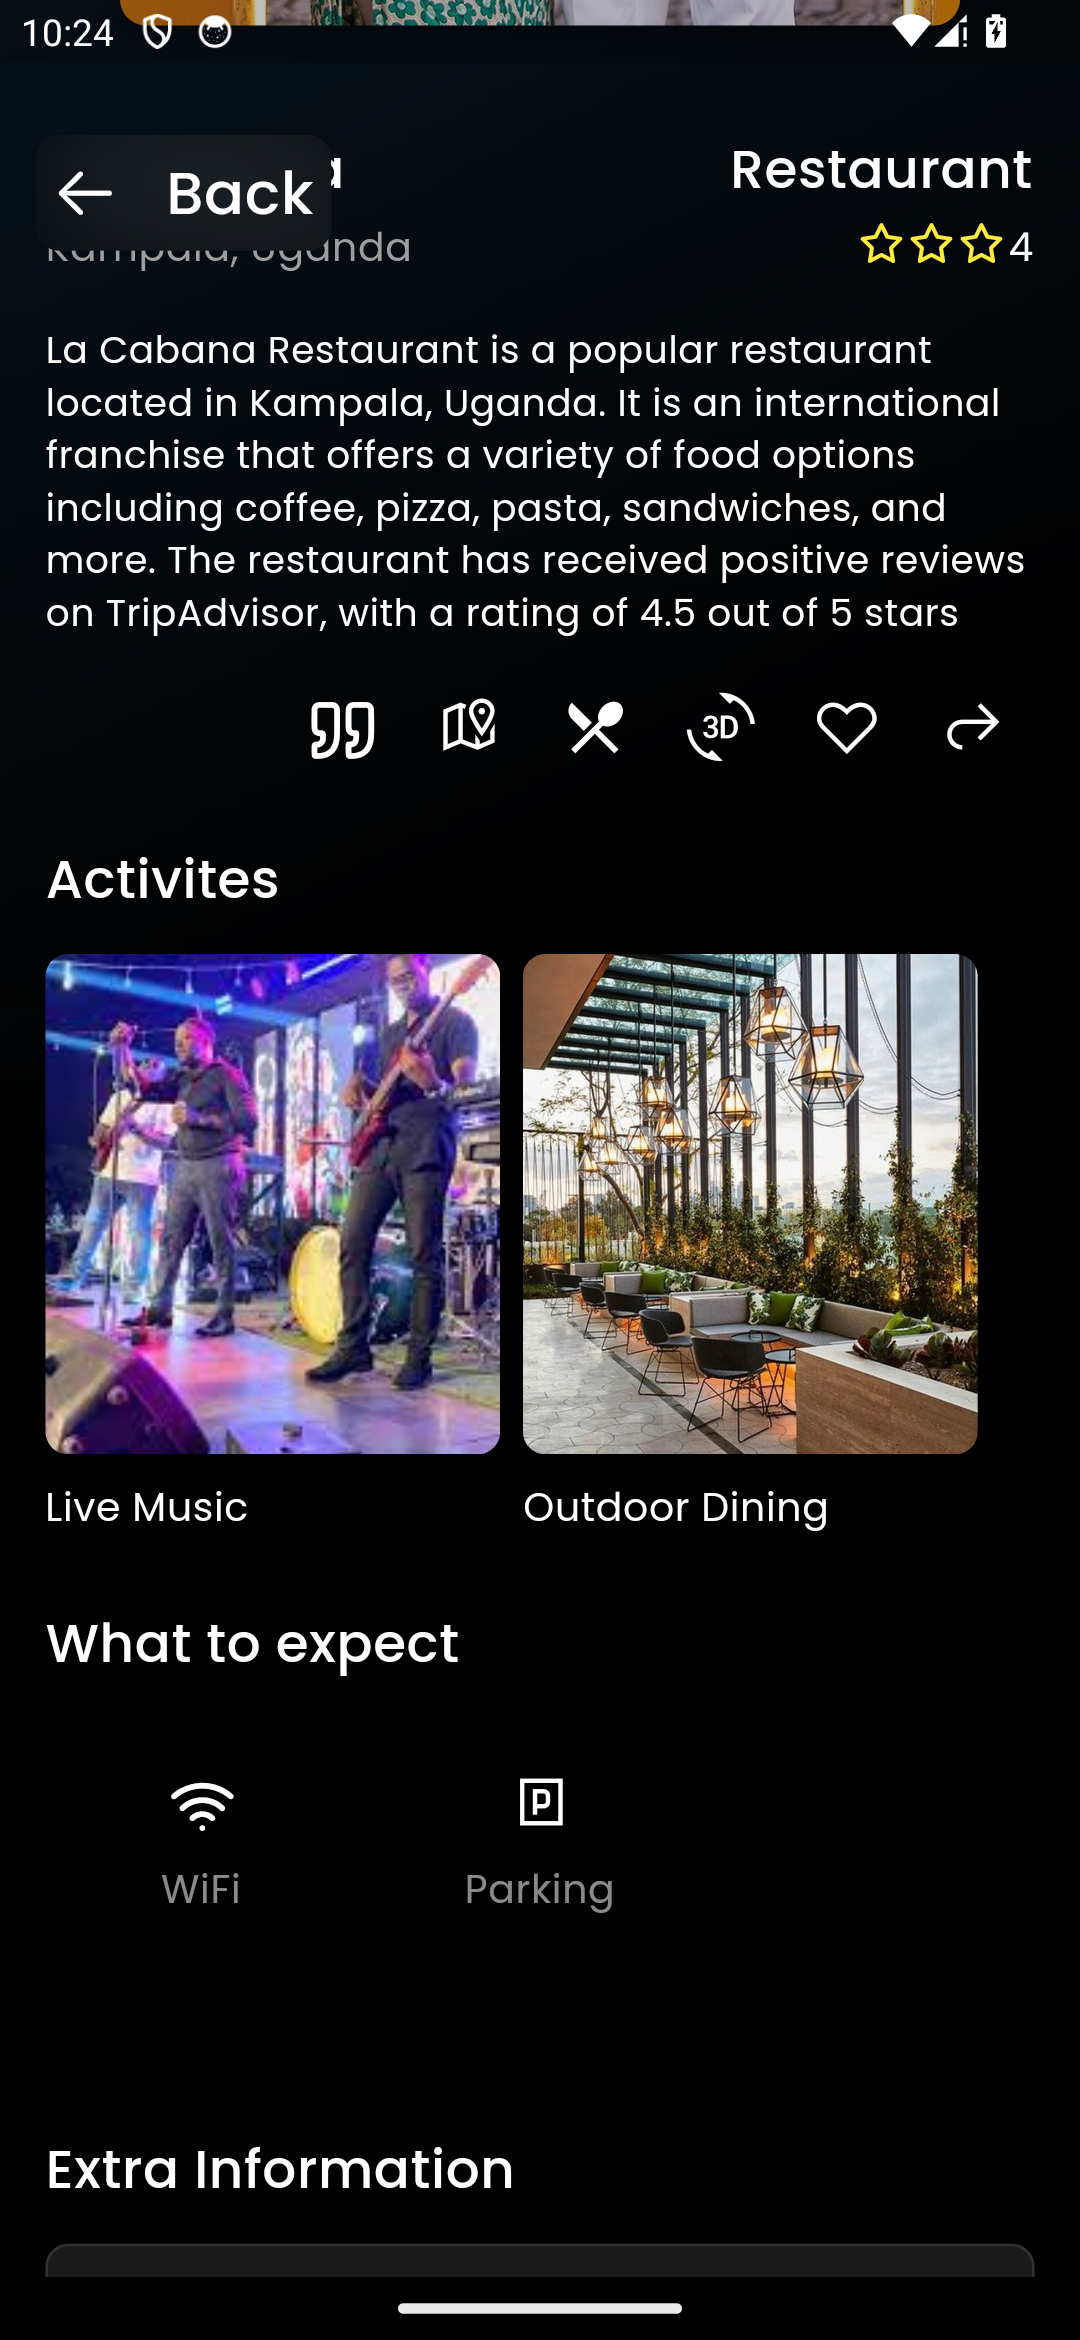 10:24
Back
Restaurant
Kampala, Uganda
4
La Cabana Restaurant is a popular restaurant
located in Kampala, Uganda. It is an international
franchise that offers a variety of food options
including coffee, pizza, pasta, sandwiches, and
more. The restaurant has received positive reviews
on TripAdvisor, with a rating of 4.5 out of 5 stars
3D
Activites
Live Music
Outdoor Dining
What to expect
P
WiFi
Parking
Extra Information